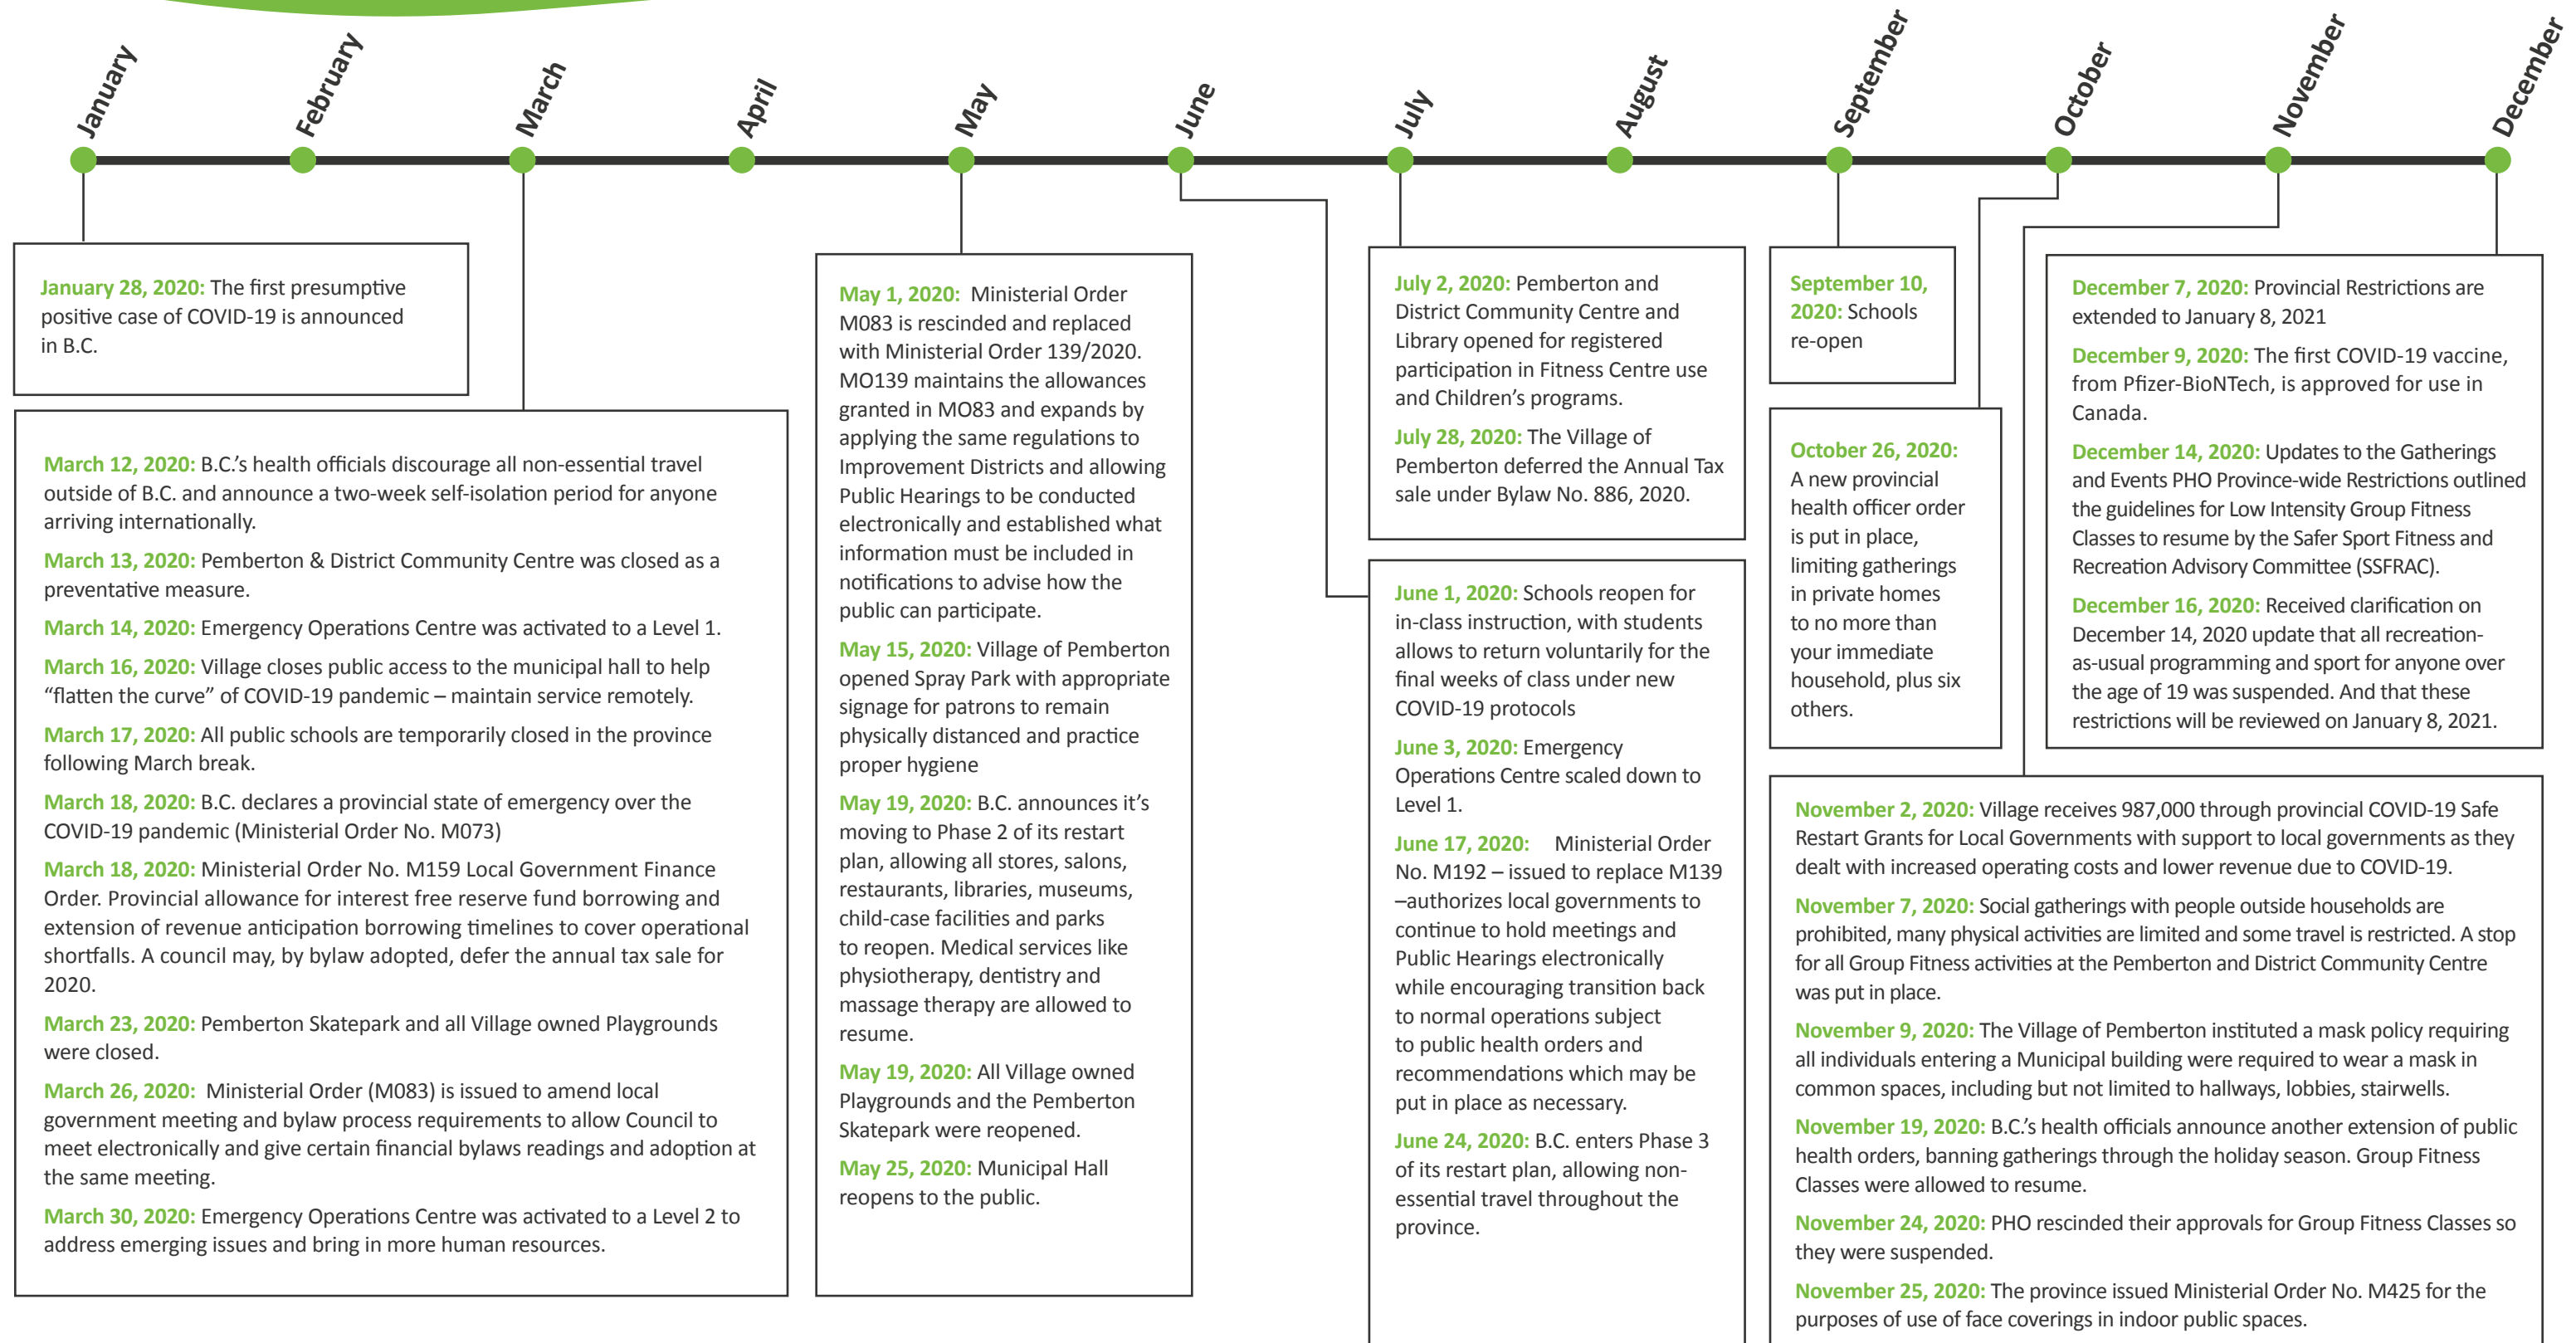 January
February
March
April
May
June
July
August
September
October
November
December
January 28, 2020: The first presumptive
positive case of COVID-19 is announced
in B.C.
March 12, 2020: B.C.'s health officials discourage all non-essential travel
outside of B.C. and announce a two-week self-isolation period for anyone
arriving internationally.
March 13, 2020: Pemberton & District Community Centre was closed as a
preventative measure.
March 14, 2020: Emergency Operations Centre was activated to a Level 1.
March 16, 2020: Village closes public access to the municipal hall to help
“flatten the curve” of COVID-19 pandemic – maintain service remotely.
March 17, 2020: All public schools are temporarily closed in the province
following March break.
March 18, 2020: B.C. declares a provincial state of emergency over the
COVID-19 pandemic (Ministerial Order No. M073)
March 18, 2020: Ministerial Order No. M159 Local Government Finance
Order. Provincial allowance for interest free reserve fund borrowing and
extension of revenue anticipation borrowing timelines to cover operational
shortfalls. A council may, by bylaw adopted, defer the annual tax sale for
2020.
March 23, 2020: Pemberton Skatepark and all Village owned Playgrounds
were closed.
March 26, 2020: Ministerial Order (M083) is issued to amend local
government meeting and bylaw process requirements to allow Council to
meet electronically and give certain financial bylaws readings and adoption at
the same meeting.
March 30, 2020: Emergency Operations Centre was activated to a Level 2 to
address emerging issues and bring in more human resources.
May 1, 2020: Ministerial Order
M083 is rescinded and replaced
with Ministerial Order 139/2020.
MO139 maintains the allowances
granted in MO83 and expands by
applying the same regulations to
Improvement Districts and allowing
Public Hearings to be conducted
electronically and established what
information must be included in
notifications to advise how the
public can participate.
May 15, 2020: Village of Pemberton
opened Spray Park with appropriate
signage for patrons to remain
physically distanced and practice
proper hygiene
May 19, 2020: B.C. announces it’s
moving to Phase 2 of its restart
plan, allowing all stores, salons,
restaurants, libraries, museums,
child-case facilities and parks
to reopen. Medical services like
physiotherapy, dentistry and
massage therapy are allowed to
resume.
May 19, 2020: All Village owned
Playgrounds and the Pemberton
Skatepark were reopened.
May 25, 2020: Municipal Hall
reopens to the public.
July 2, 2020: Pemberton and
District Community Centre and
Library opened for registered
participation in Fitness Centre use
and Children’s programs.
July 28, 2020: The Village of
Pemberton deferred the Annual Tax
sale under Bylaw No. 886, 2020.
June 1, 2020: Schools reopen for
in-class instruction, with students
allows to return voluntarily for the
final weeks of class under new
COVID-19 protocols
June 3, 2020: Emergency
Operations Centre scaled down to
Level 1.
June 17, 2020: Ministerial Order
No. M192 – issued to replace M139
–authorizes local governments to
continue to hold meetings and
Public Hearings electronically
while encouraging transition back
to normal operations subject
to public health orders and
recommendations which may be
put in place as necessary.
June 24, 2020: B.C. enters Phase 3
of its restart plan, allowing non-
essential travel throughout the
province.
September 10,
2020: Schools
re-open
October 26, 2020:
A new provincial
health officer order
is put in place,
limiting gatherings
in private homes
to no more than
your immediate
household, plus six
others.
December 7, 2020: Provincial Restrictions are
extended to January 8, 2021
December 9, 2020: The first COVID-19 vaccine,
from Pfizer-BioNTech, is approved for use in
Canada.
December 14, 2020: Updates to the Gatherings
and Events PHO Province-wide Restrictions outlined
the guidelines for Low Intensity Group Fitness
Classes to resume by the Safer Sport Fitness and
Recreation Advisory Committee (SSFRAC).
December 16, 2020: Received clarification on
December 14, 2020 update that all recreation-
as-usual programming and sport for anyone over
the age of 19 was suspended. And that these
restrictions will be reviewed on January 8, 2021.
November 2, 2020: Village receives 987,000 through provincial COVID-19 Safe
Restart Grants for Local Governments with support to local governments as they
dealt with increased operating costs and lower revenue due to COVID-19.
November 7, 2020: Social gatherings with people outside households are
prohibited, many physical activities are limited and some travel is restricted. A stop
for all Group Fitness activities at the Pemberton and District Community Centre
was put in place.
November 9, 2020: The Village of Pemberton instituted a mask policy requiring
all individuals entering a Municipal building were required to wear a mask in
common spaces, including but not limited to hallways, lobbies, stairwells.
November 19, 2020: B.C.’s health officials announce another extension of public
health orders, banning gatherings through the holiday season. Group Fitness
Classes were allowed to resume.
November 24, 2020: PHO rescinded their approvals for Group Fitness Classes so
they were suspended.
November 25, 2020: The province issued Ministerial Order No. M425 for the
purposes of use of face coverings in indoor public spaces.